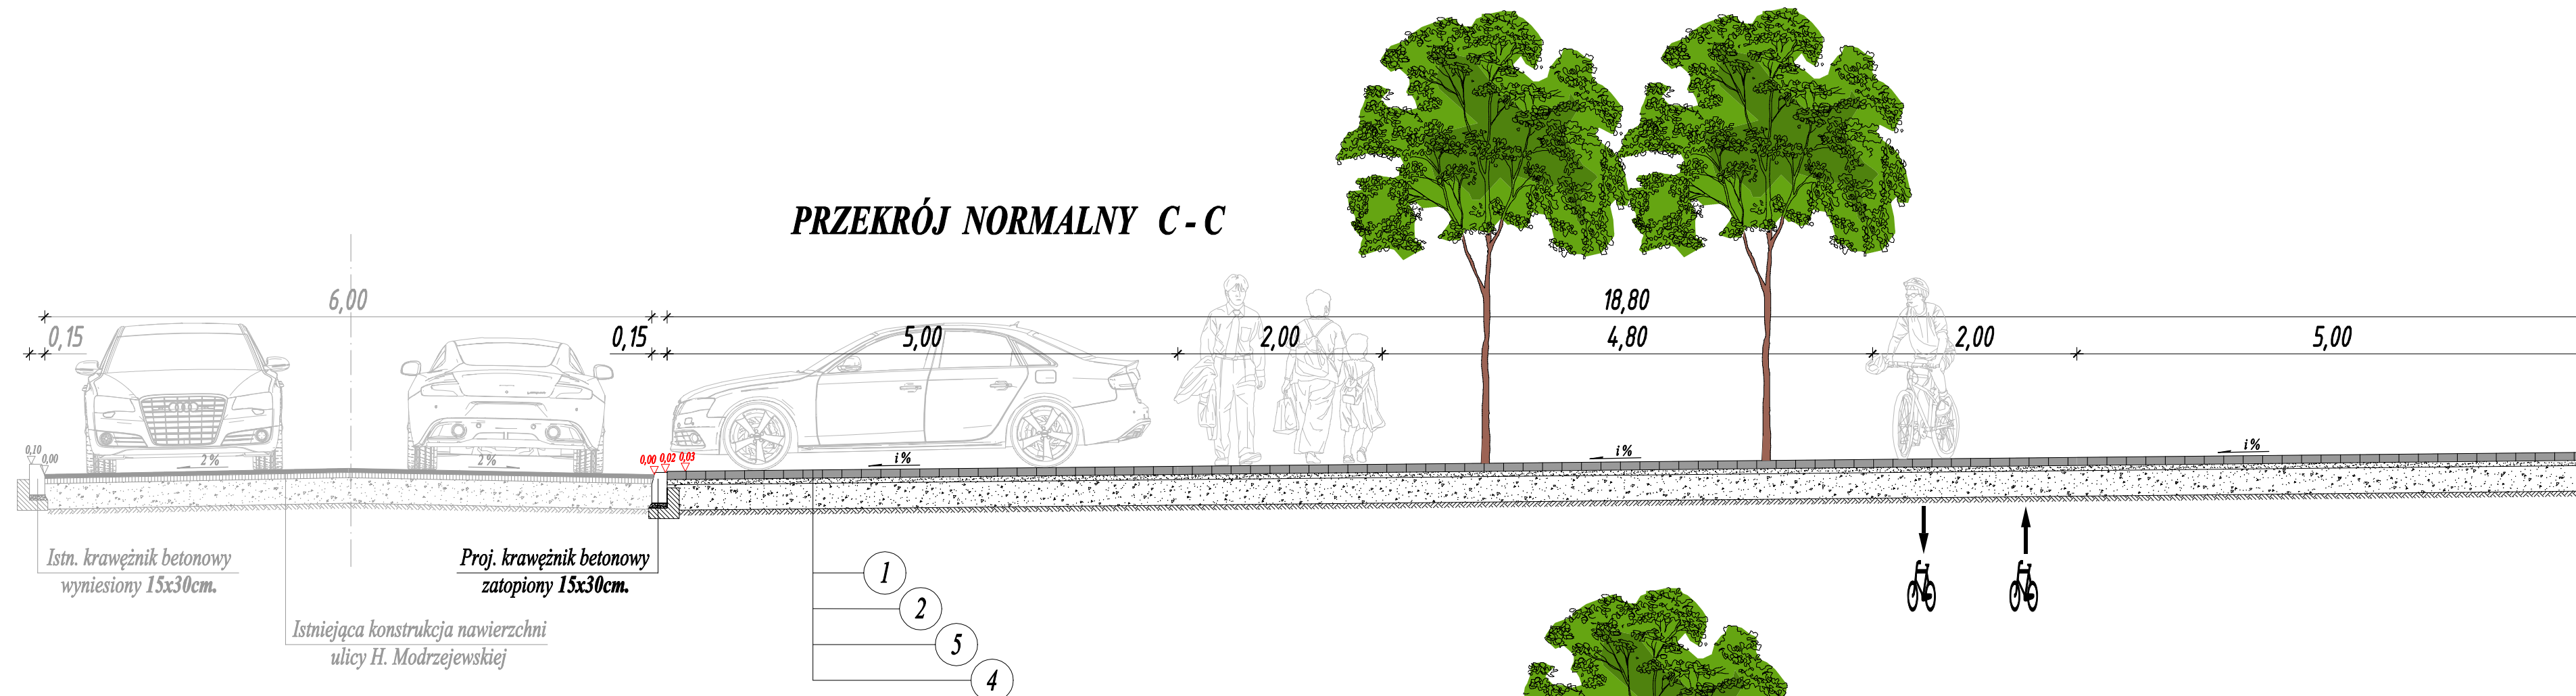 PRZEKRÓJ NORMALNY C - C
6,00
18,80
0,15
0,15
5,00
2,00
4,80
2,00
5,00
0,10
0,00
2%
2%
0,00
0,02
0,03
i%
i%
i%
Istn. krawężnik betonowy
wyniesiony 15x30cm.
Proj. krawężnik betonowy
zatopiony 15x30cm.
Istniejąca konstrukcja nawierzchni
ulicy H. Modrzejewskiej
1
2
5
4